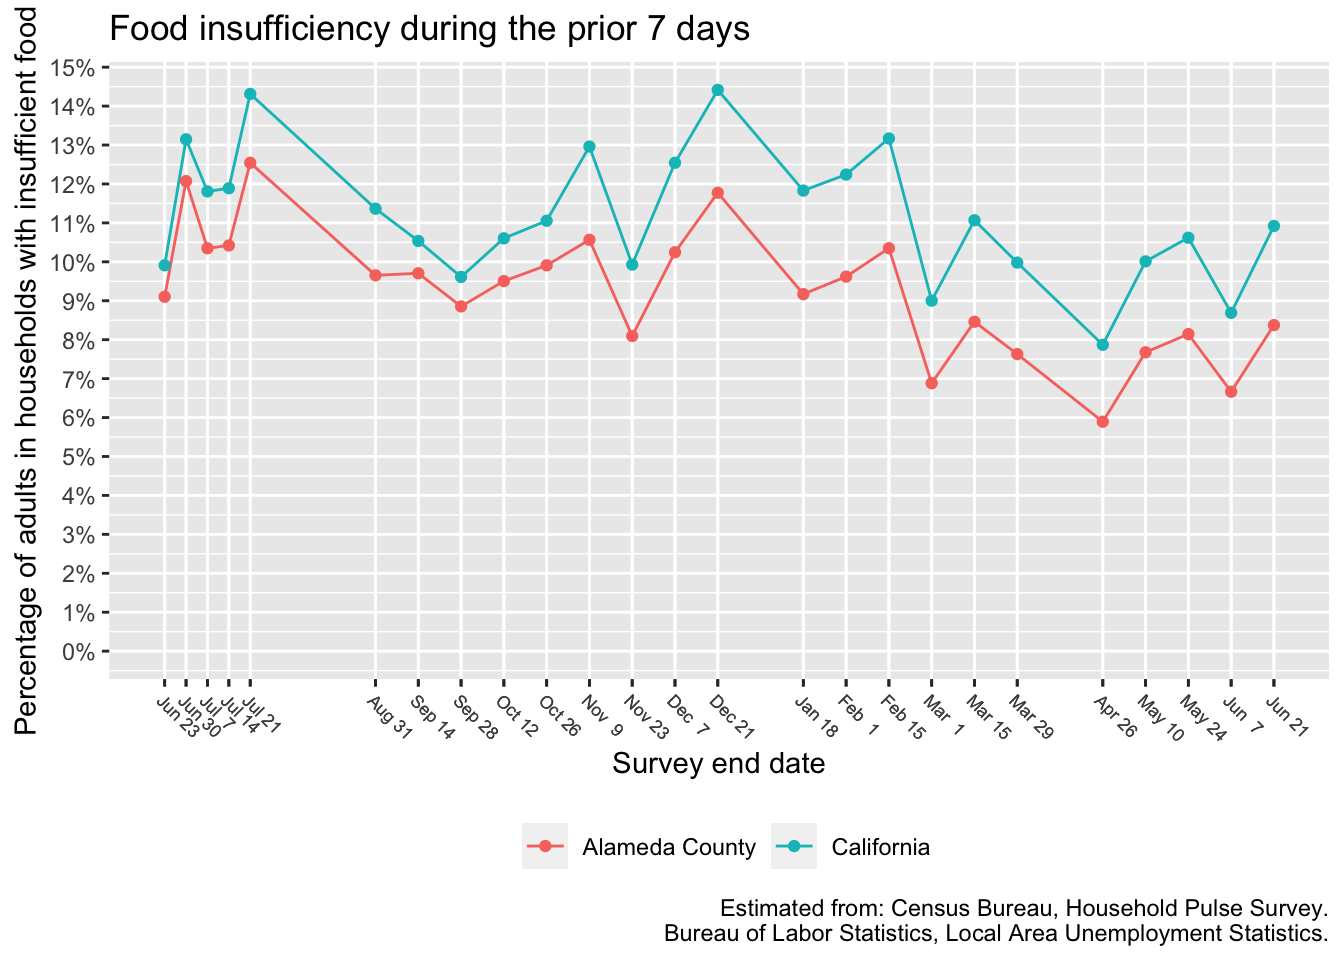 Food insufficiency during the prior 7 days
Percentage of adults in households with insufficient food
15%
14%
13%
12%
11%
10%
9%
8%
7%
6%
5%
4%
3%
2%
1%
0%
Jun 23
Jun 30
Jul 7
Jul 14
Jul 21
Aug 31
Sep 14
Sep 28
Oct 12
Oct 26
Nov 9
Nov 23
Dec 7
Dec 21
Jan 18
Feb 1
Feb 15
Mar 1
Mar 15
Mar 29
Apr 26
May 10
May 24
Jun 7
Jun 21
Survey end date
Alameda County
California
Estimated from: Census Bureau, Household Pulse Survey.
Bureau of Labor Statistics, Local Area Unemployment Statistics.